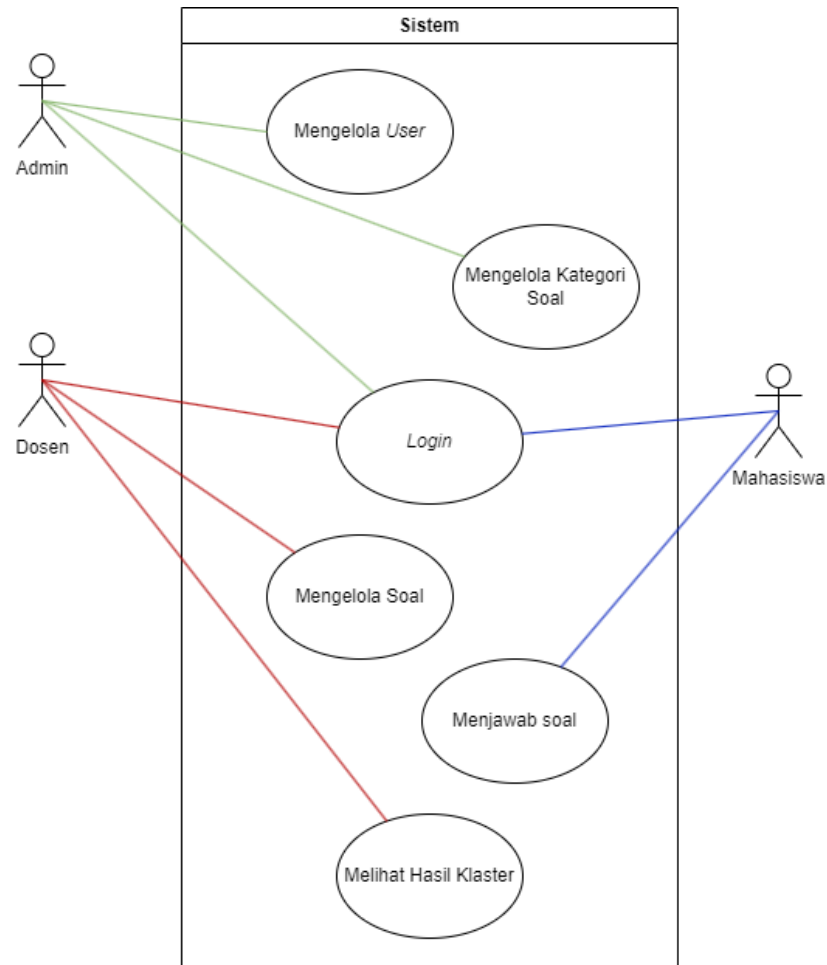 Sistem
Admin
Mengelola User
Mengelola Kategori
Soal
Dosen
Login
Mahasiswa
Mengelola Soal
Menjawab soal
Melihat Hasil Klaster